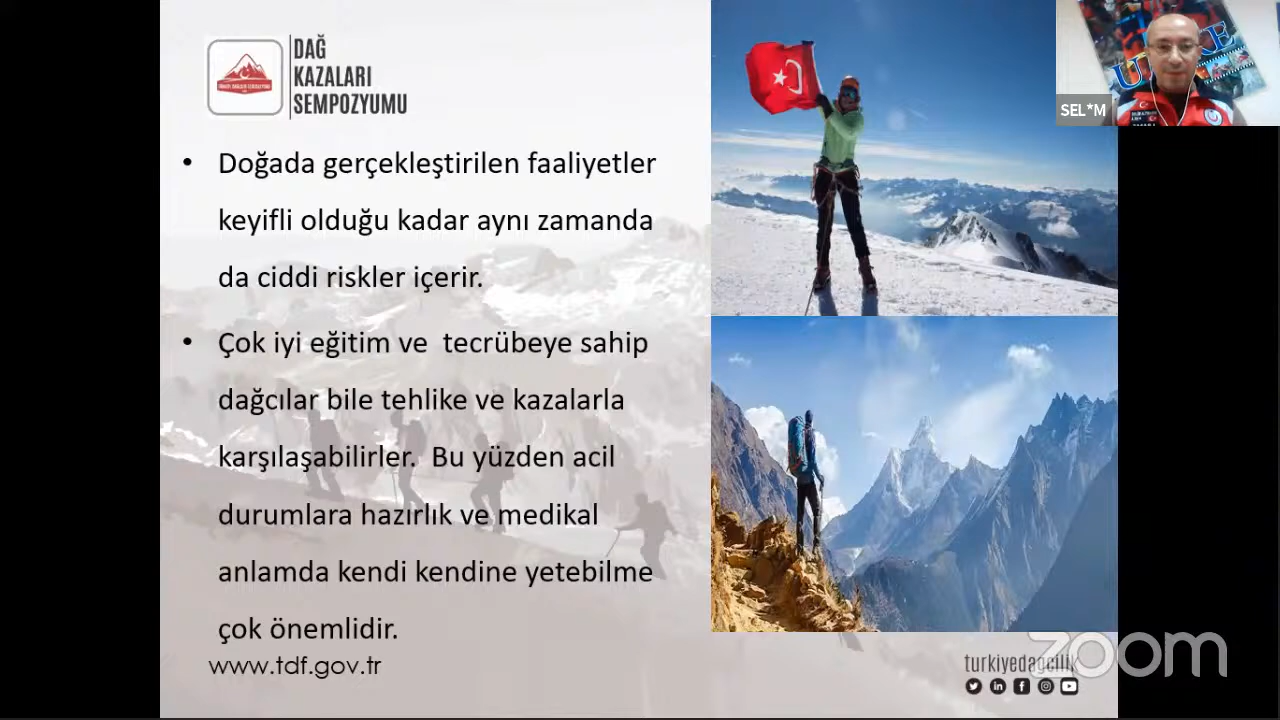 DAĞ
KAZALARI
SEMPOZYUMU
• Doğada gerçekleştirilen faaliyetler
keyifli olduğu kadar aynı zamanda
da ciddi riskler içerir.
• Çok iyi eğitim ve  tecrübeye sahip
dağcılar bile tehlike ve kazalarla
karşılaşabilirler.  Bu yüzden acil
durumlara hazırlık ve medikal
anlamda kendi kendine yetebilme
çok önemlidir.
www.tdf.gov.tr
turkiyedagcilik
zoom
SEL*M